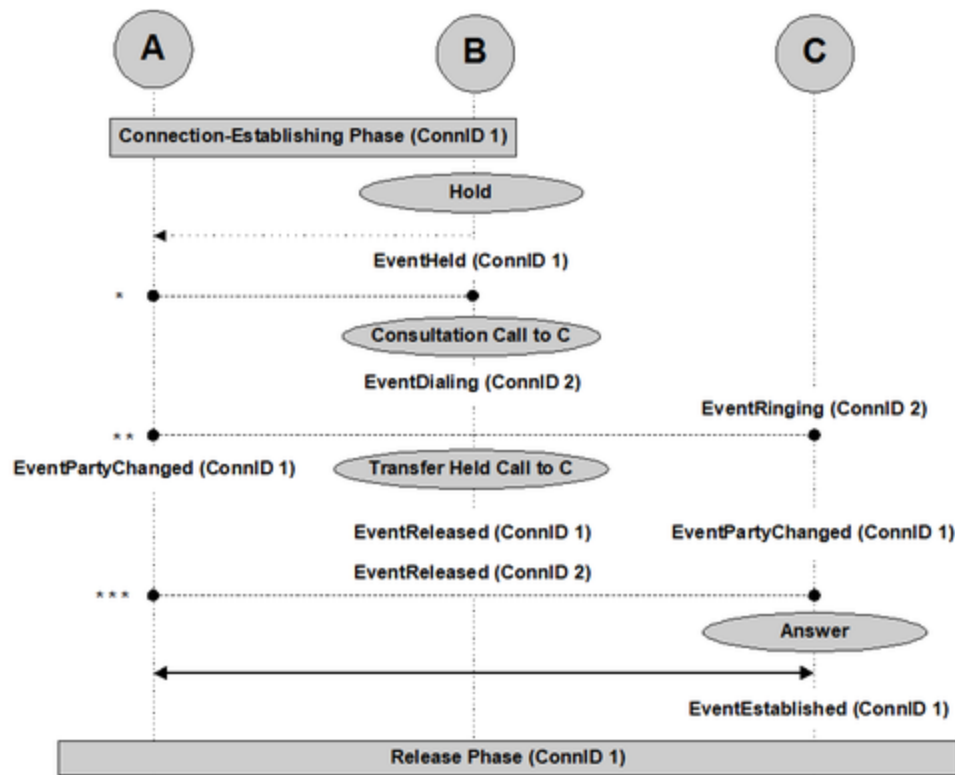 A
B
C
Connection-Establishing Phase (ConnID 1)
Hold
EventHeld (ConnID 1)
*
Consultation Call to C
EventDialing (ConnID 2)
EventRinging (ConnID 2)
**
EventPartyChanged (ConnID 1)
Transfer Held Call to C
EventReleased (ConnID 1)
EventPartyChanged (ConnID 1)
EventReleased (ConnID 2)
***
Answer
EventEstablished (ConnID 1)
Release Phase (ConnID 1)